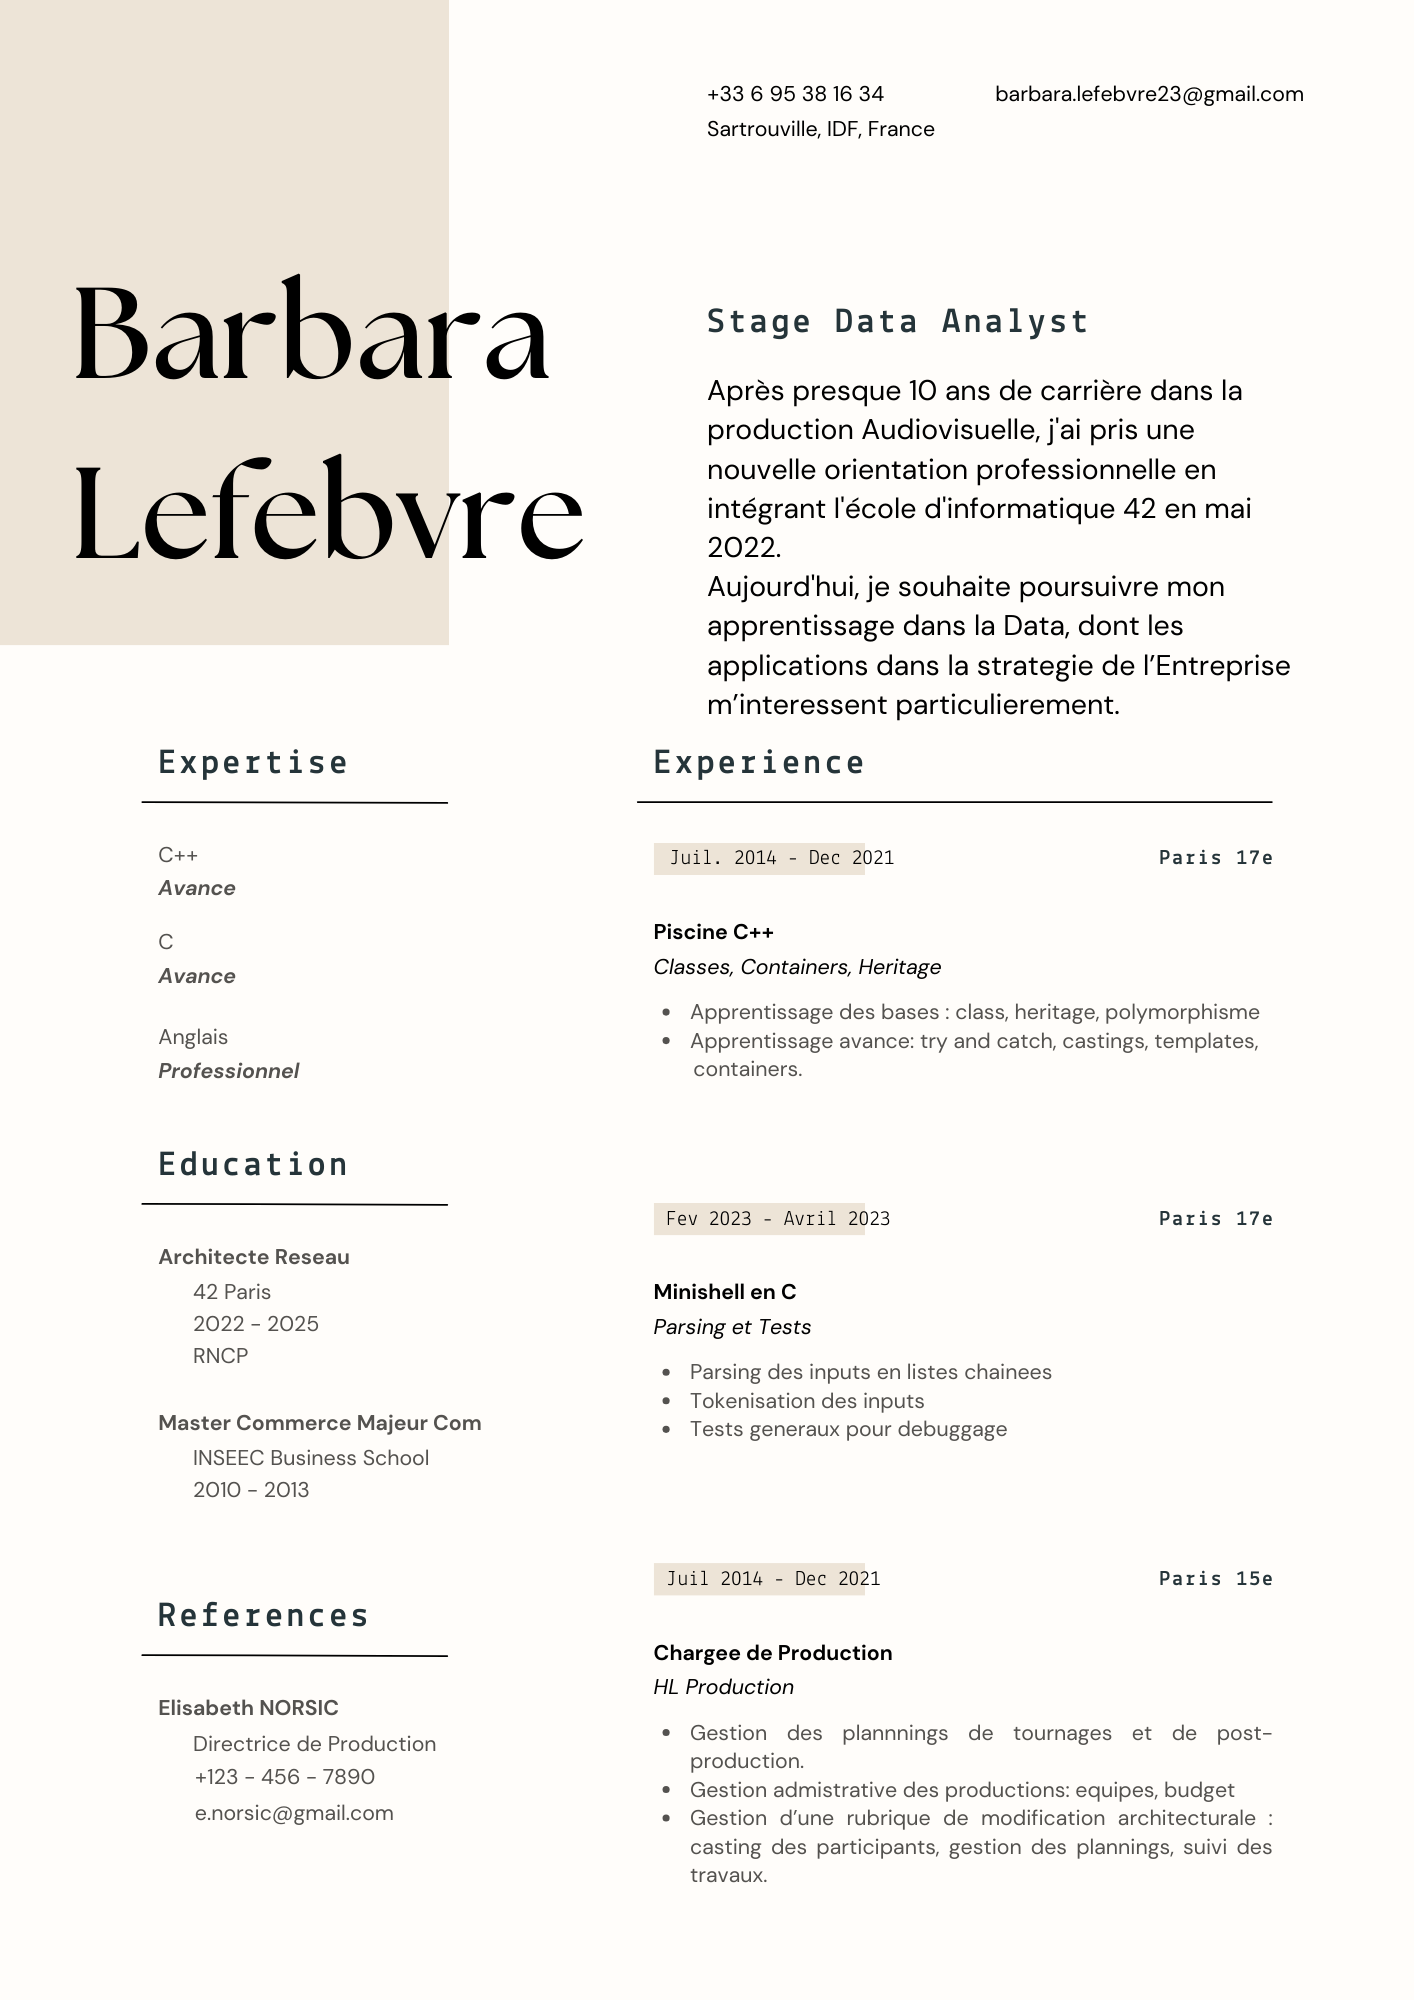 +33 6 95 38 16 34
barbara.lefebvre23@gmail.com
Sartrouville, IDF, France
Barbara
Lefebvre
Stage Data Analyst
Après presque 10 ans de carrière dans la
production Audiovisuelle, j'ai pris une
nouvelle orientation professionnelle en
intégrant l'école d'informatique 42 en mai
2022.
Aujourd'hui, je souhaite poursuivre mon
apprentissage dans la Data, dont les
applications dans la strategie de l’Entreprise
m’interessent particulierement.
Expertise
C++
Avance
C
Avance
Anglais
Professionnel
Education
Architecte Reseau
42 Paris
2022 - 2025
RNCP
Master Commerce Majeur Com
INSEEC Business School
2010 - 2013
References
Elisabeth NORSIC
Directrice de Production
+123 - 456 - 7890
e.norsic@gmail.com
Experience
Juil. 2014 - Dec 2021
Paris 17e
Piscine C++
Classes, Containers, Heritage
• Apprentissage des bases : class, heritage, polymorphisme
• Apprentissage avance: try and catch, castings, templates,
containers.
Fev 2023 - Avril 2023
Paris 17e
Minishell en C
Parsing et Tests
• Parsing des inputs en listes chainees
• Tokenisation des inputs
• Tests generaux pour debuggage
Juil 2014 - Dec 2021
Paris 15e
Chargee de Production
HL Production
• Gestion des plannnings de tournages et de post-
production.
• Gestion admistrative des productions: equipes, budget
• Gestion d’une rubrique de modification architecturale :
casting des participants, gestion des plannings, suivi des
travaux.